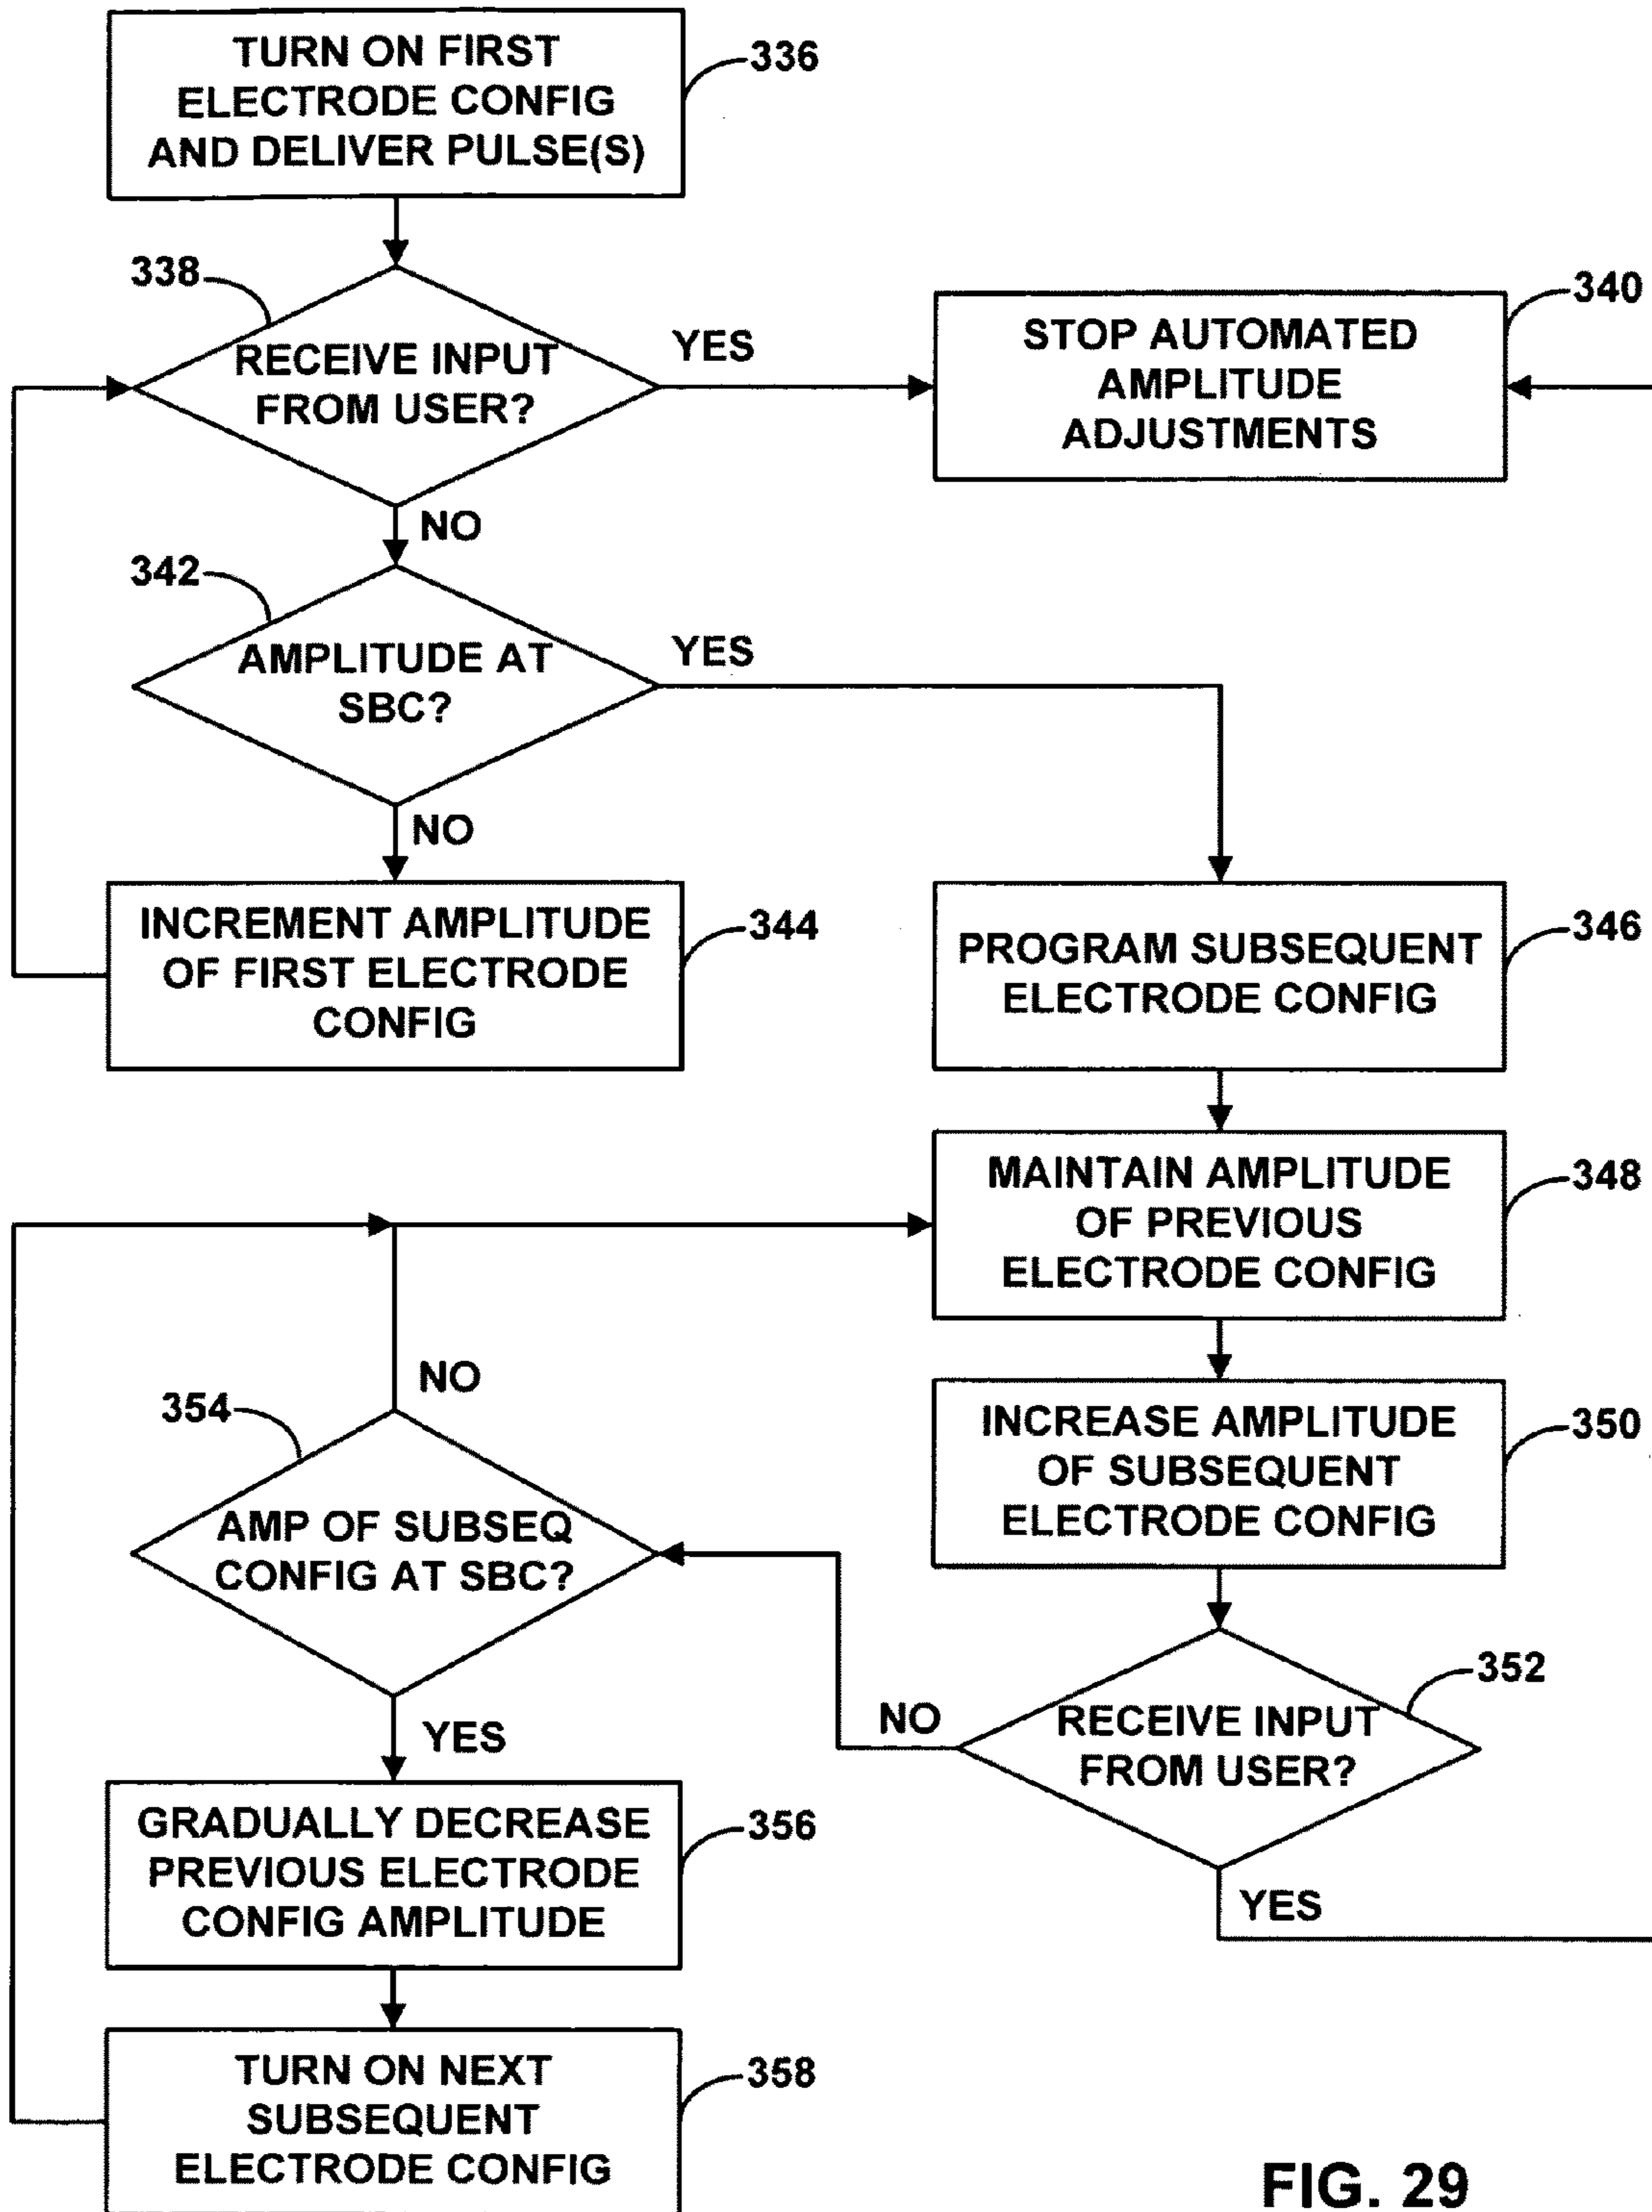 TURN ON FIRST
ELECTRODE CONFIG
AND DELIVER PULSE(S)
336
338
RECEIVE INPUT
FROM USER?
YES
STOP AUTOMATED
AMPLITUDE
ADJUSTMENTS
340
NO
342
AMPLITUDE AT
SBC?
YES
NO
INCREMENT AMPLITUDE
OF FIRST ELECTRODE
CONFIG
344
PROGRAM SUBSEQUENT
ELECTRODE CONFIG
346
MAINTAIN AMPLITUDE
OF PREVIOUS
ELECTRODE CONFIG
348
INCREASE AMPLITUDE
OF SUBSEQUENT
ELECTRODE CONFIG
350
RECEIVE INPUT
FROM USER?
352
NO
YES
354
AMP OF SUBSEQ
CONFIG AT SBC?
NO
YES
GRADUALLY DECREASE
PREVIOUS ELECTRODE
CONFIG AMPLITUDE
356
TURN ON NEXT
SUBSEQUENT
ELECTRODE CONFIG
358
FIG. 29